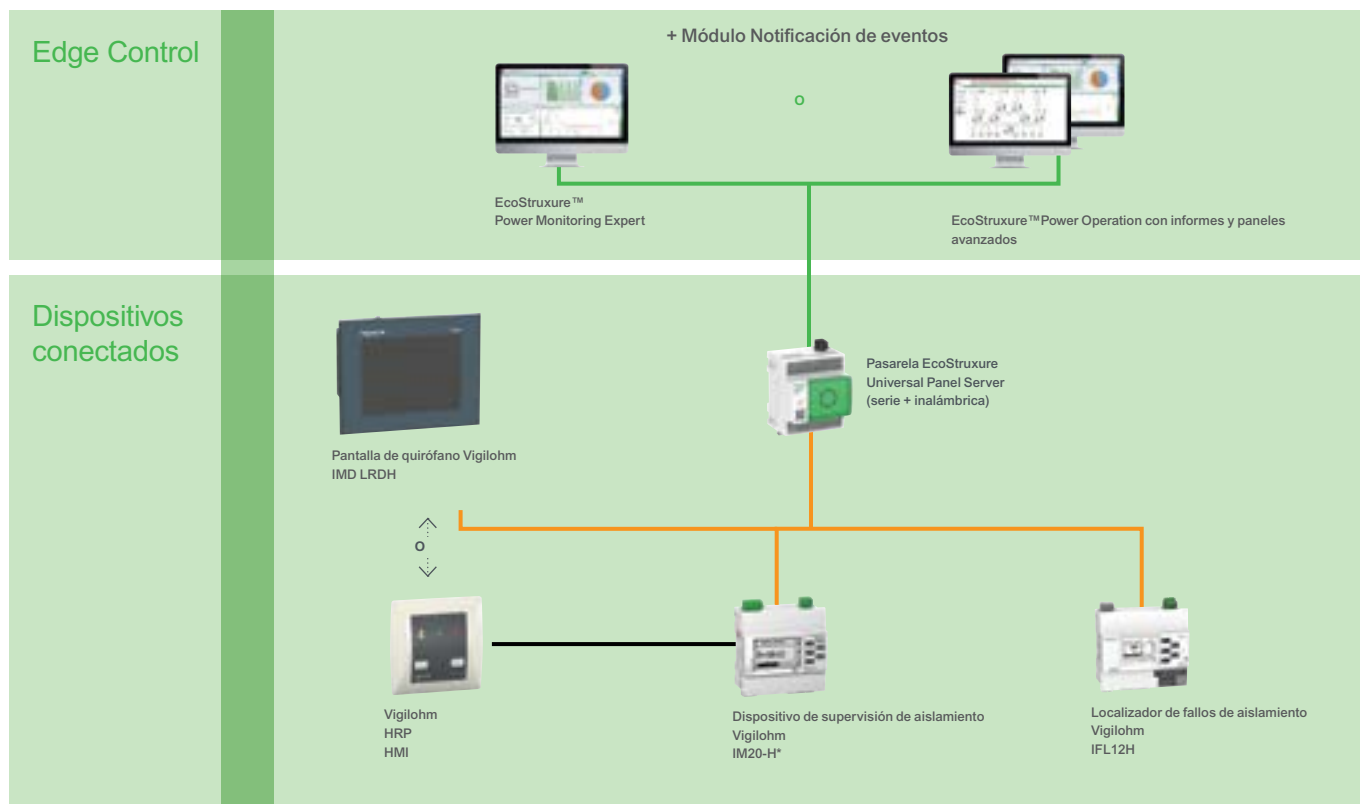 Edge Control
+ Módulo Notificación de eventos
O
EcoStruxure™
Power Monitoring Expert
EcoStruxure™Power Operation con informes y paneles
avanzados
Dispositivos
conectados
Pasarela EcoStruxure
Universal Panel Server
(serie + inalámbrica)
Pantalla de quirófano Vigilohm
IMD LRDH
O
Vigilohm
HRP
HMI
Dispositivo de supervisión de aislamiento
Vigilohm
IM20-H*
Localizador de fallos de aislamiento
Vigilohm
IFL12H